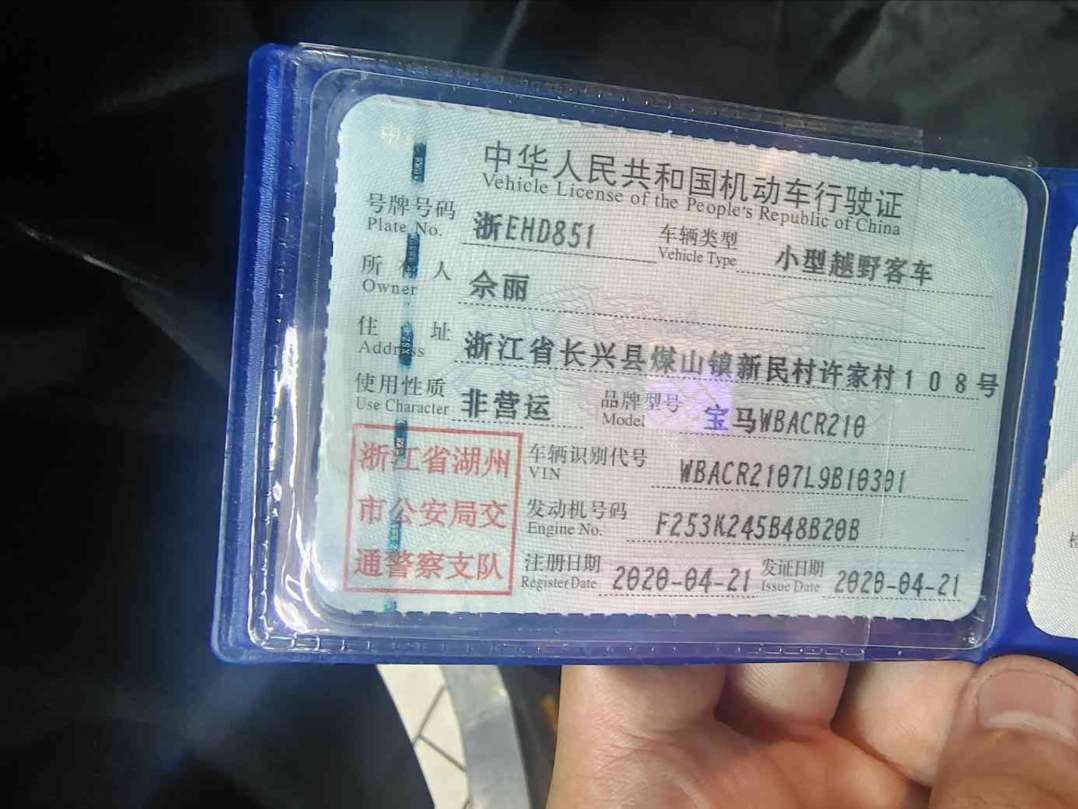 中华人民共和国机动车行驶证
Vehicle License of the People's Republic of China
号牌号码 浙EHD851 车辆类型 小型越野客车
Plate No. Vehicle Type
所有人 佘丽
Owner
住址 浙江省长兴县煤山镇新民村许家村108号
Address
使用性质 非营运 品牌型号 宝马WBACR210
Use Character Model
浙江省湖州
市公安局交
通警察支队
车辆识别代号 WBACR2107L9B10301
VIN
发动机号码 F253K245B48B20B
Engine No.
注册日期 2020-04-21 发证日期 2020-04-21
Register Date Issue Date